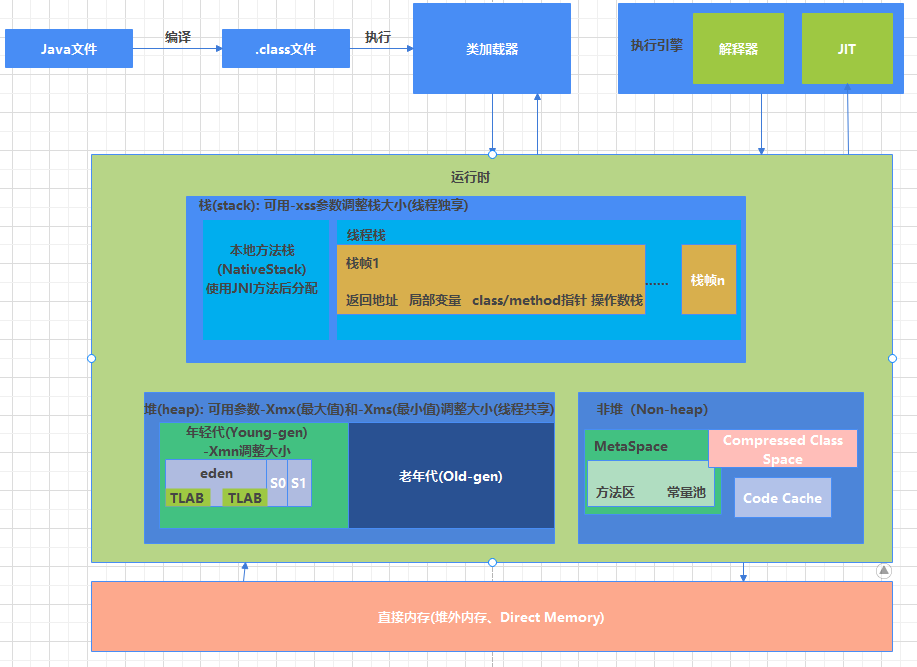 Java文件
编译
.class文件
执行
类加载器
执行引擎
解释器
JIT
运行时
栈(stack): 可用-xss参数调整栈大小(线程独享)
本地方法栈
(NativeStack)
使用JNI方法后分配
线程栈
栈帧1
返回地址 局部变量 class/method指针 操作数栈
......
栈帧n
堆(heap): 可用参数-Xmx(最大值)和-Xms(最小值)调整大小(线程共享)
年轻代(Young-gen)
-Xmn调整大小
eden
S0
S1
TLAB
TLAB
老年代(Old-gen)
非堆（Non-heap)
MetaSpace
方法区
常量池
Compressed Class
Space
Code Cache
直接内存(堆外内存、Direct Memory)